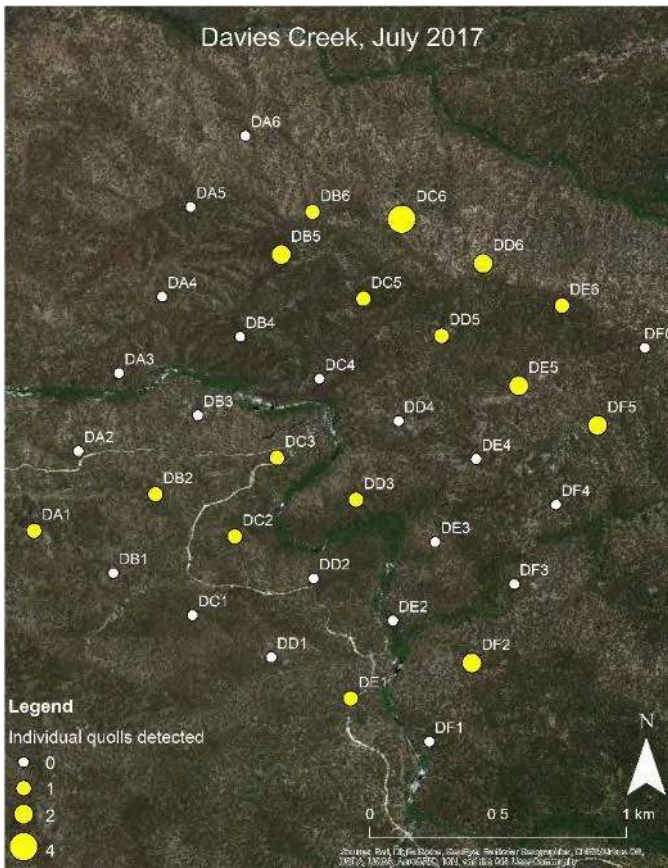 Davies Creek, July 2017
DA6
DA5
DB6
DC6
DB5
DD6
DA4
DC5
DE6
DB4
DD5
DA3
DC4
DE5
DB3
DD4
DF5
DA2
DC3
DE4
DB2
DD3
DF4
DA1
DC2
DE3
DB1
DD2
DF3
DC1
DE2
DD1
DF2
DE1
DF1
Legend
Individual quolls detected
0
1
2
4
N
0 0.5 1 km